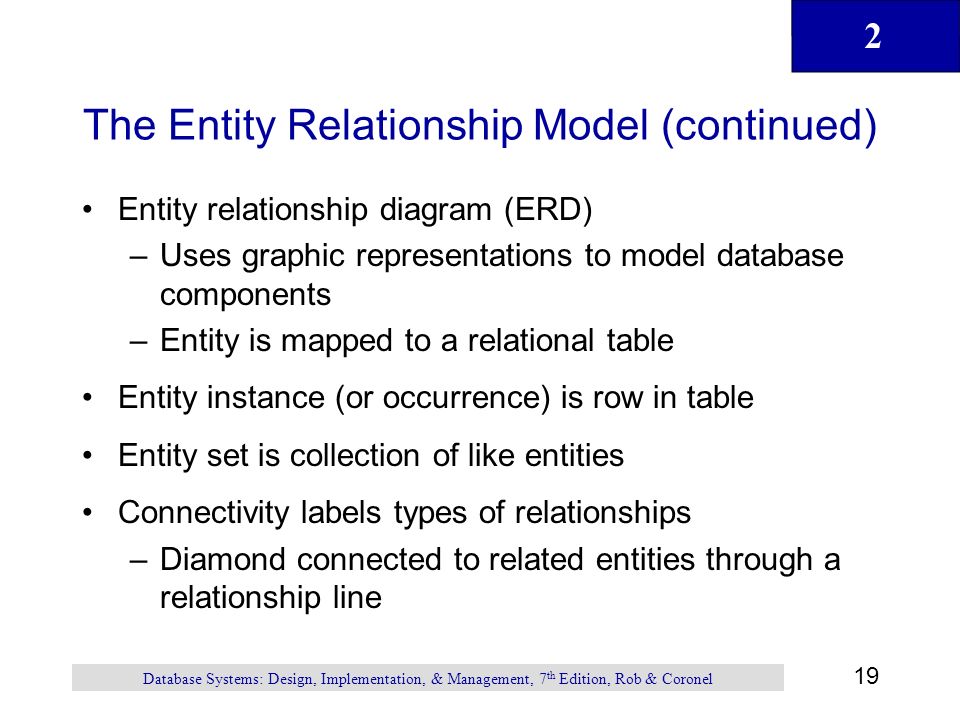 2
The Entity Relationship Model (continued)
• Entity relationship diagram (ERD)
– Uses graphic representations to model database
components
– Entity is mapped to a relational table
• Entity instance (or occurrence) is row in table
• Entity set is collection of like entities
• Connectivity labels types of relationships
– Diamond connected to related entities through a
relationship line
Database Systems: Design, Implementation, & Management, 7th Edition, Rob & Coronel
19